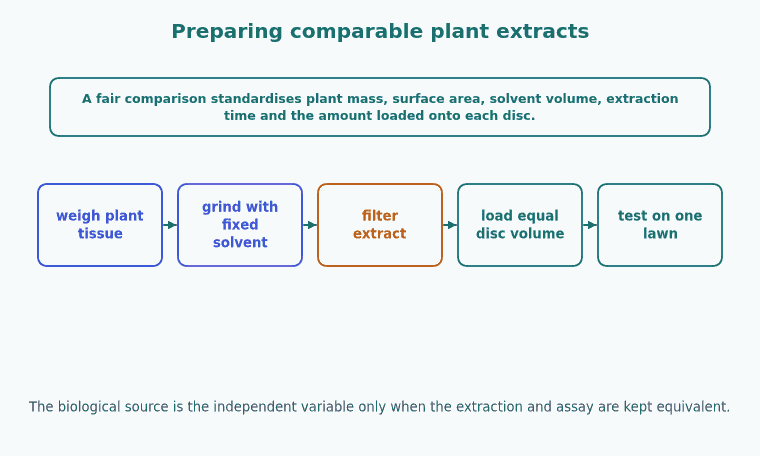 Preparing comparable plant extracts
A fair comparison standardises plant mass, surface area, solvent volume, extraction
time and the amount loaded onto each disc.
weigh plant
tissue
grind with
fixed
solvent
filter
extract
load equal
disc volume
test on one
lawn
The biological source is the independent variable only when the extraction and assay are kept equivalent.